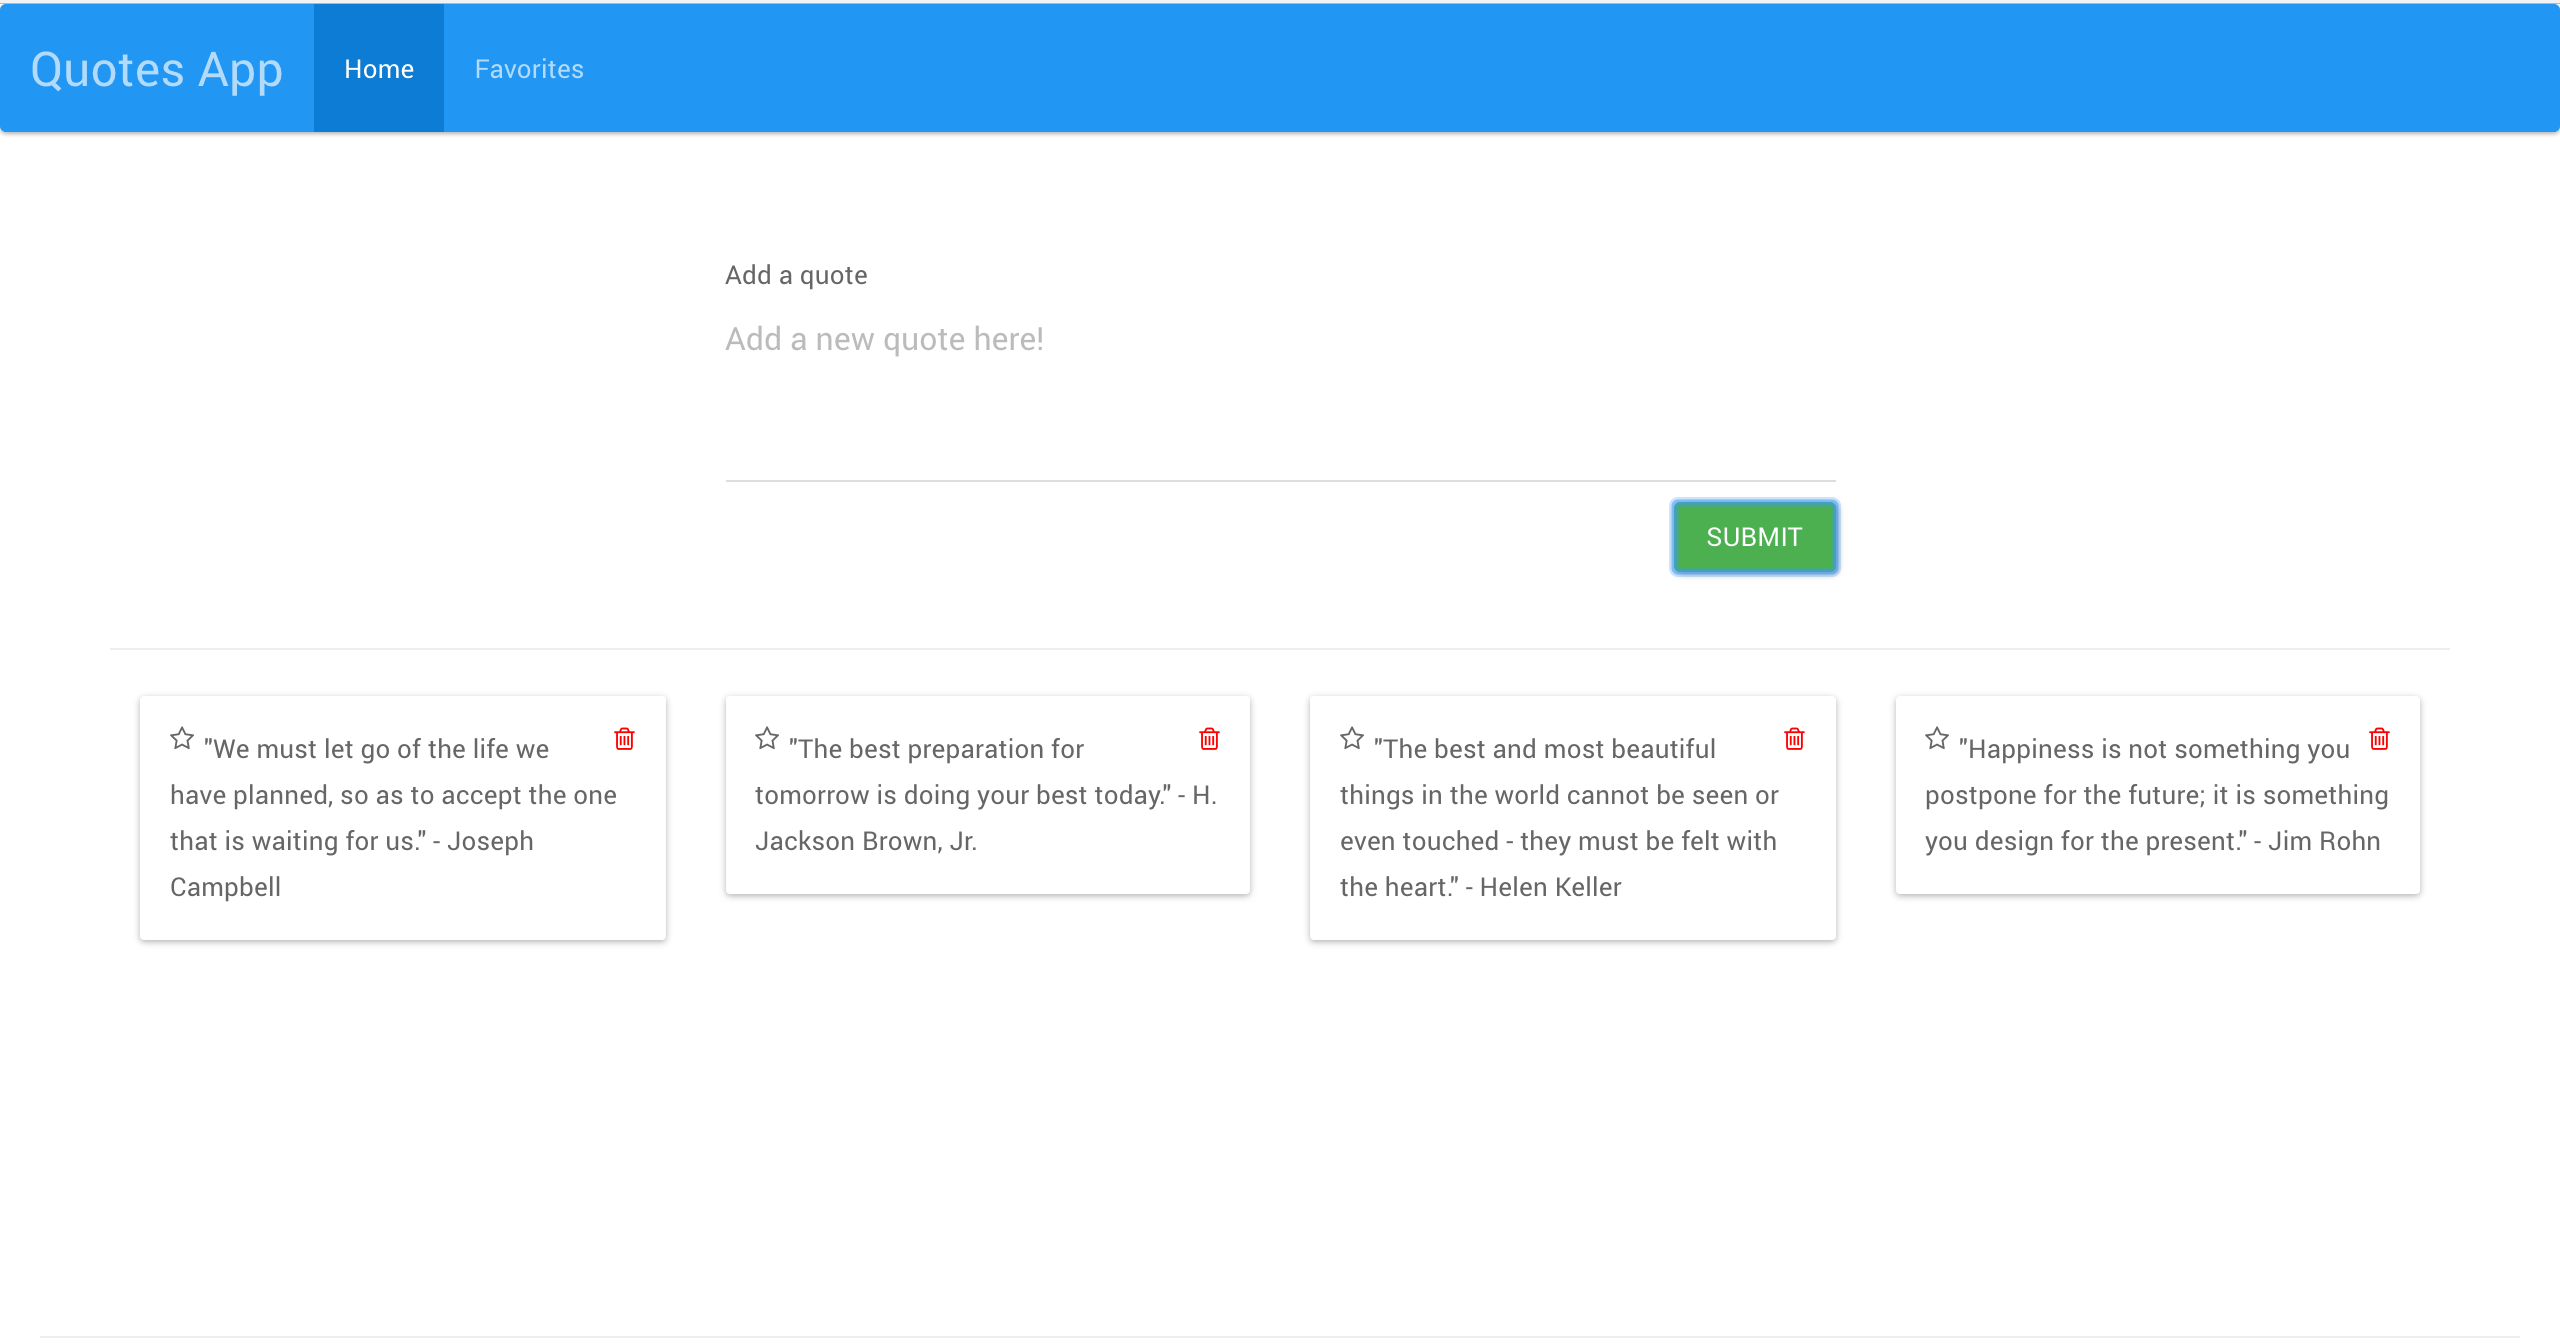 Quotes App
Home
Favorites
Add a quote
Add a new quote here!
SUBMIT
"We must let go of the life we
have planned, so as to accept the one
that is waiting for us." - Joseph
Campbell
"The best preparation for
tomorrow is doing your best today." - H.
Jackson Brown, Jr.
"The best and most beautiful
things in the world cannot be seen or
even touched - they must be felt with
the heart." - Helen Keller
"Happiness is not something you
postpone for the future; it is something
you design for the present." - Jim Rohn